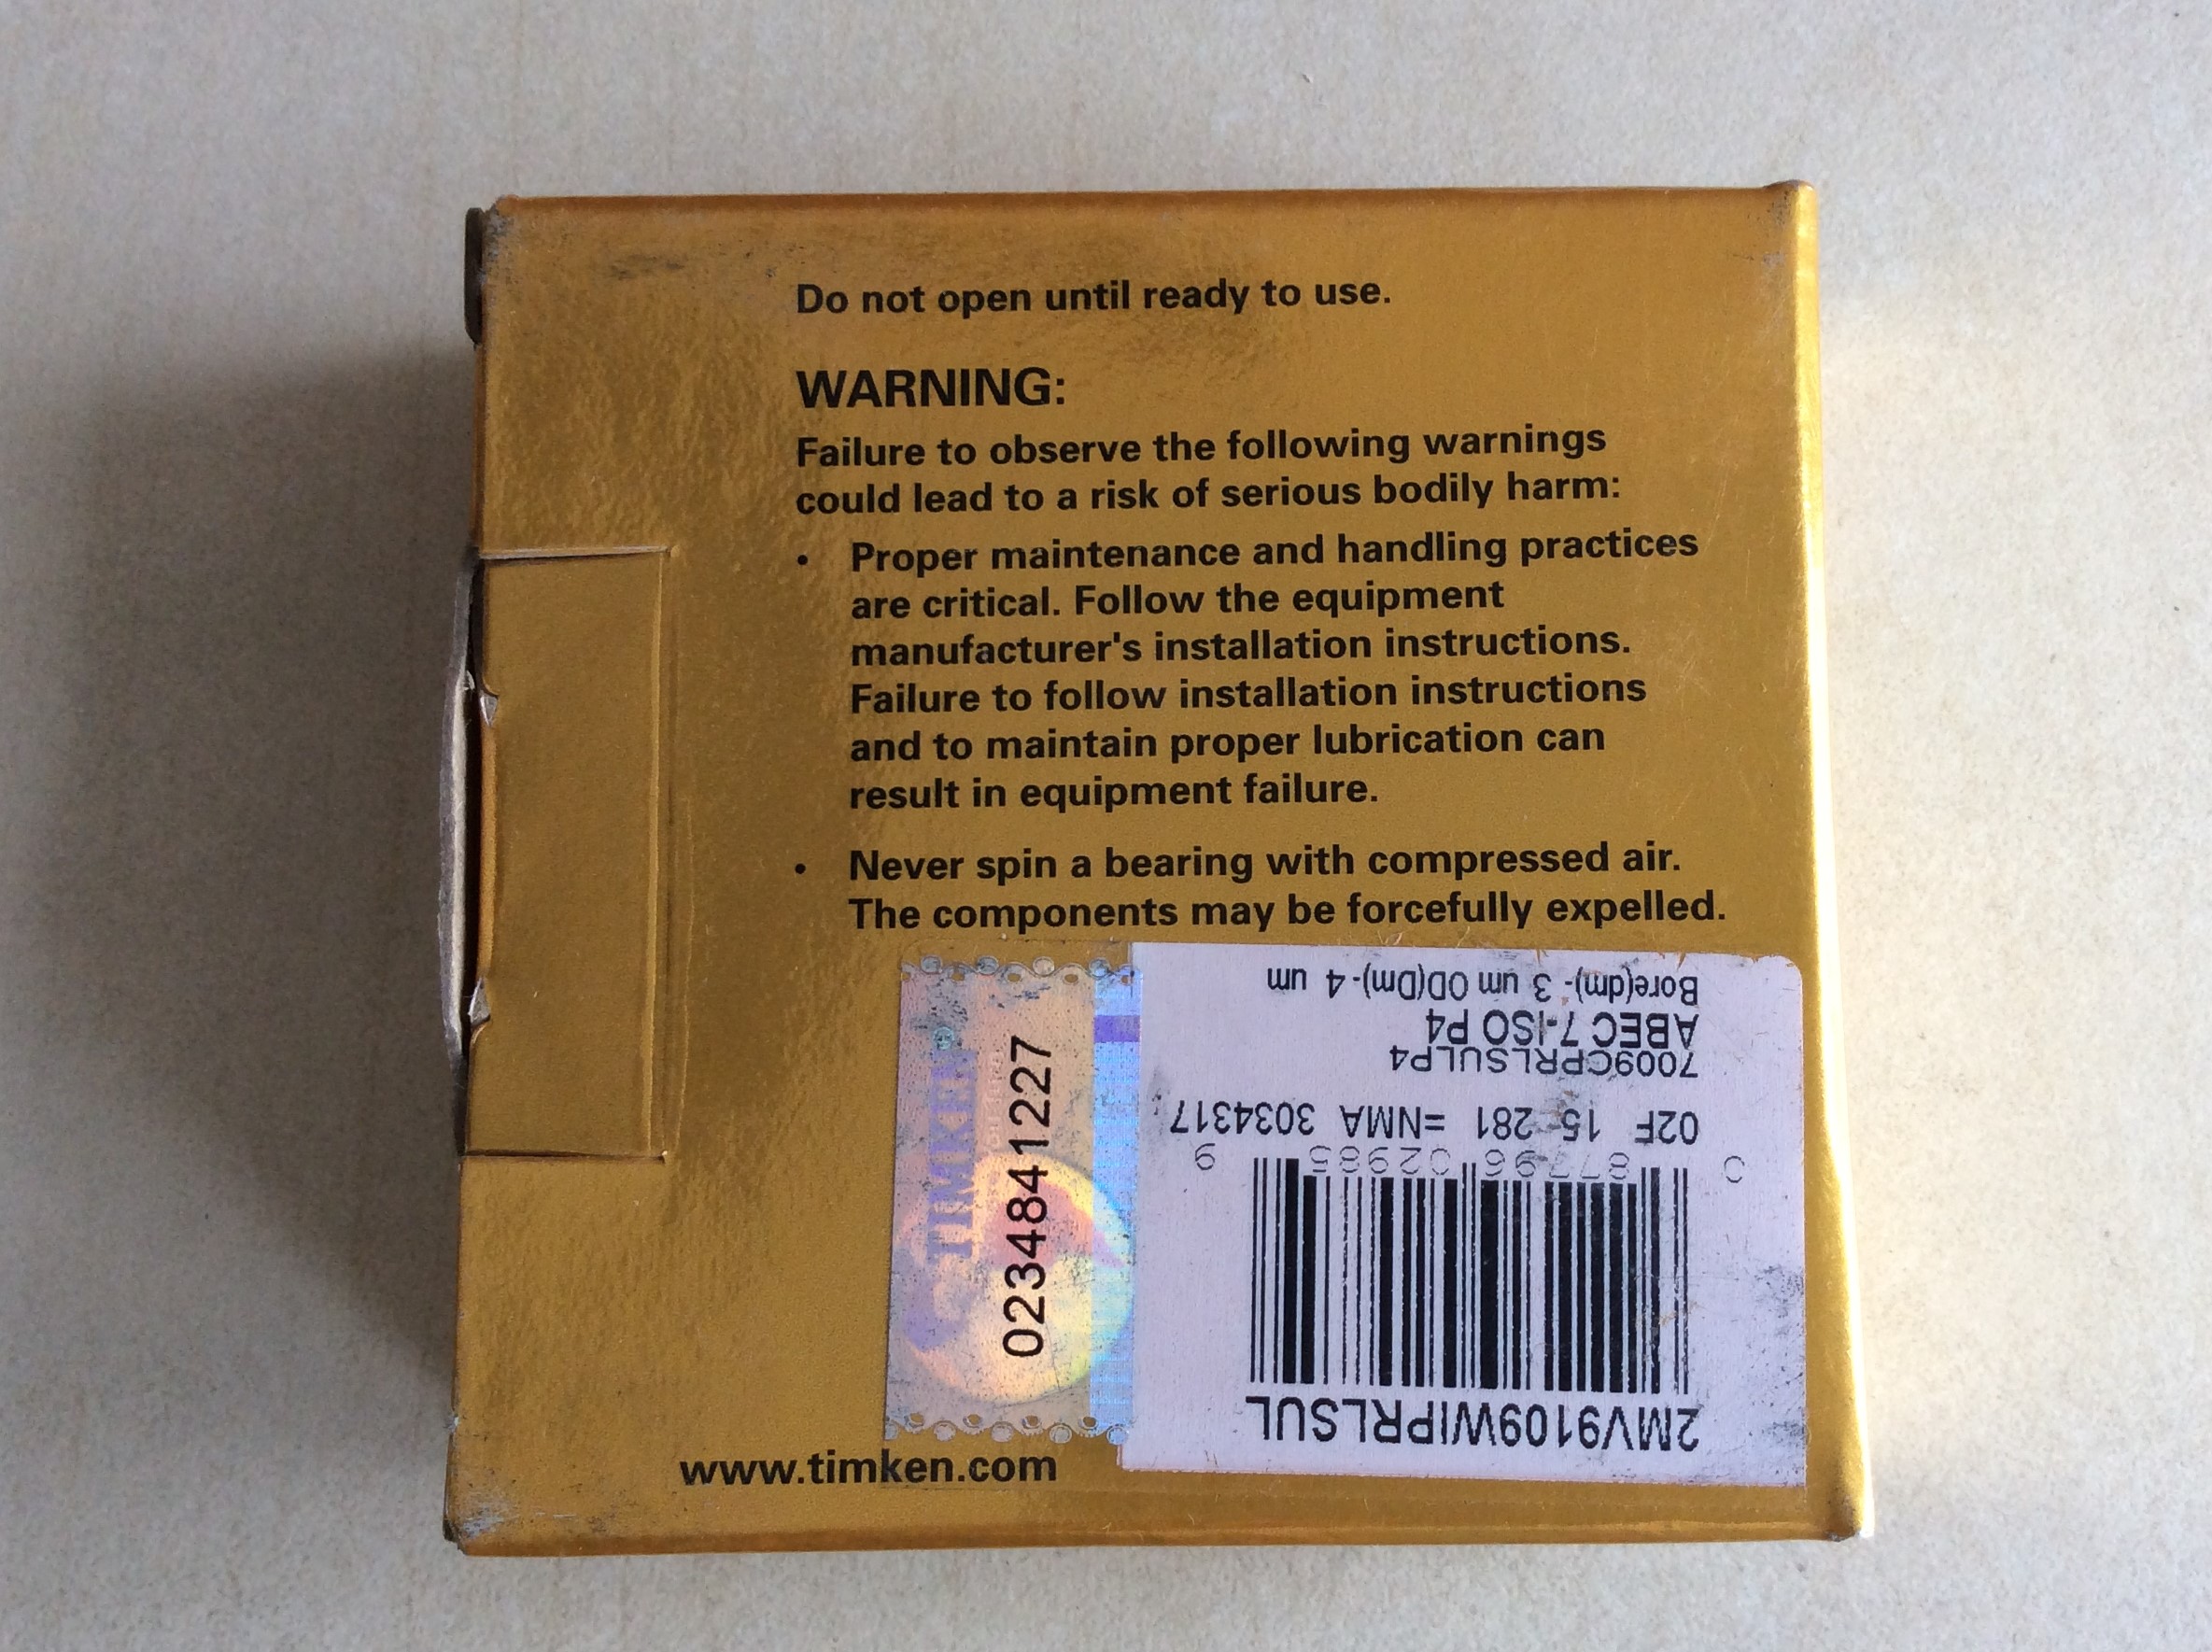 Do not open until ready to use.
WARNING:
Failure to observe the following warnings
could lead to a risk of serious bodily harm:
• Proper maintenance and handling practices
are critical. Follow the equipment
manufacturer's installation instructions.
Failure to follow installation instructions
and to maintain proper lubrication can
result in equipment failure.
• Never spin a bearing with compressed air.
The components may be forcefully expelled.
TIMKEN®
0234841227
2MV9109WIPRLSUL
0 87796 02985 9
02F 15 281 =NMA 3034317
7009CPRLSULP4
ABEC 7-ISO P4
Bore(dm)- 3 um OD(Dm)-4 um
www.timken.com